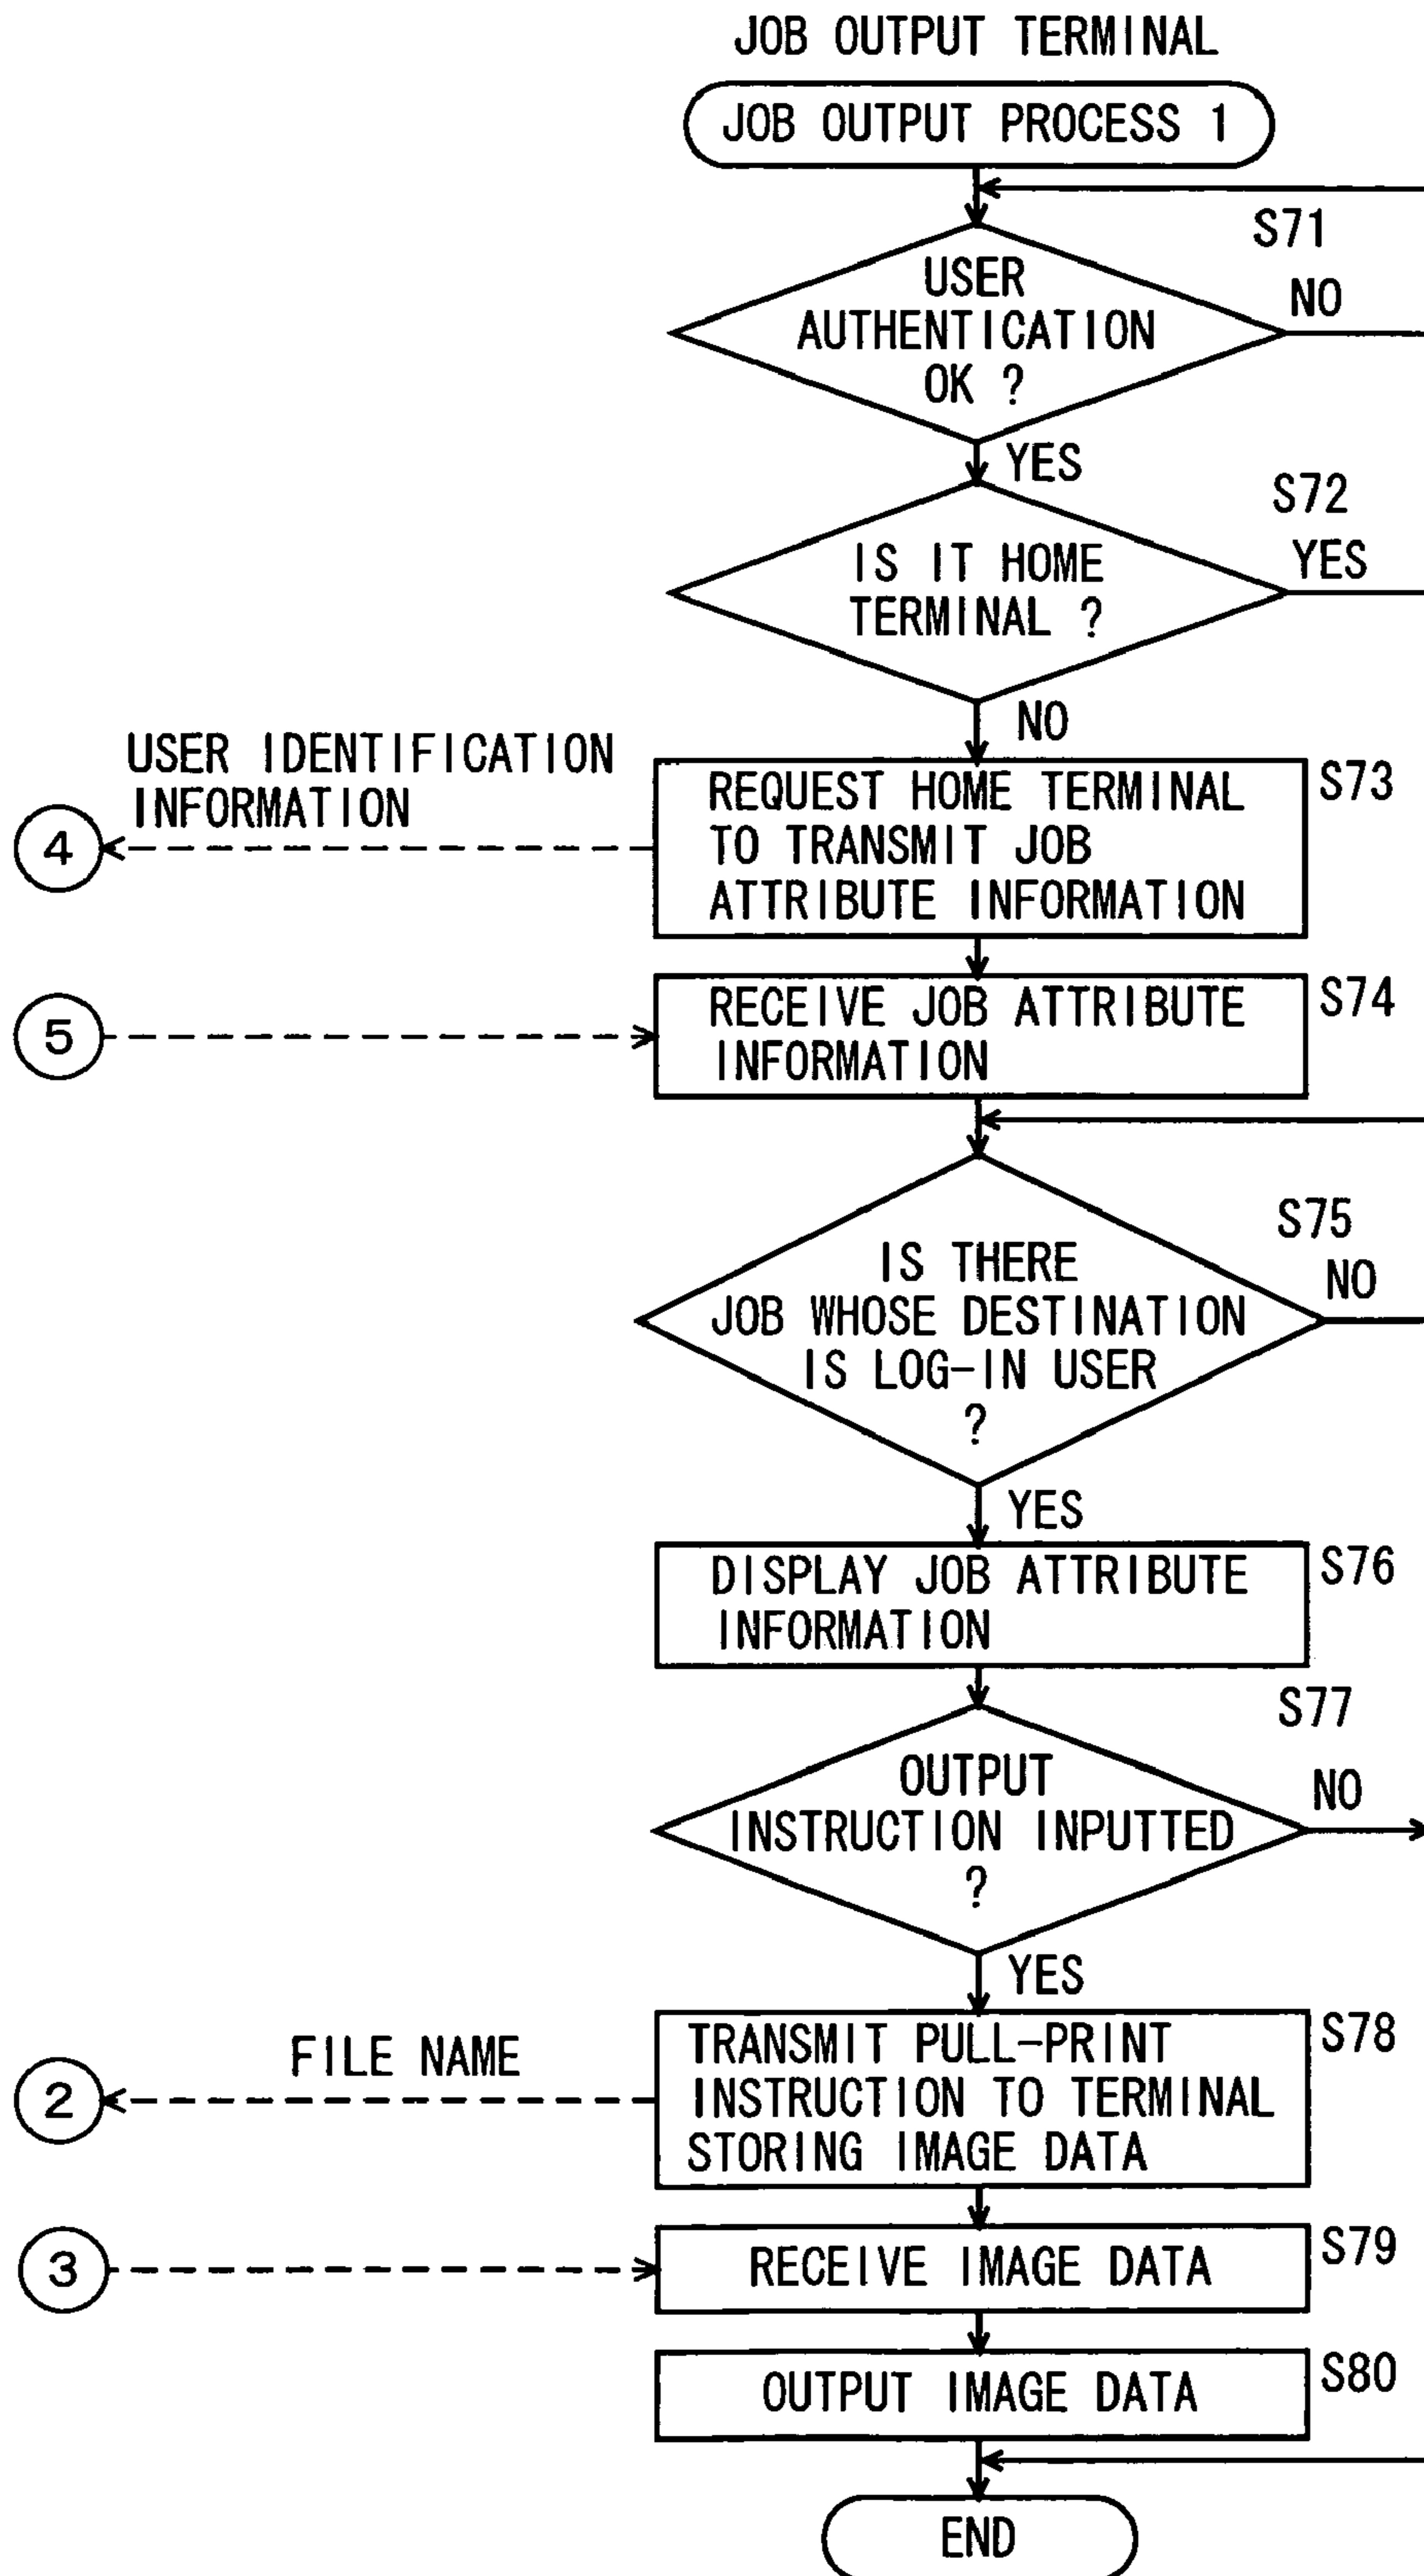 JOB OUTPUT TERMINAL
JOB OUTPUT PROCESS 1
S71
USER
AUTHENTICATION
OK ?
NO
YES
S72
IS IT HOME
TERMINAL ?
YES
NO
USER IDENTIFICATION
INFORMATION
4
REQUEST HOME TERMINAL
TO TRANSMIT JOB
ATTRIBUTE INFORMATION
S73
5
RECEIVE JOB ATTRIBUTE
INFORMATION
S74
S75
IS THERE
JOB WHOSE DESTINATION
IS LOG-IN USER
?
NO
YES
DISPLAY JOB ATTRIBUTE
INFORMATION
S76
S77
OUTPUT
INSTRUCTION INPUTTED
?
NO
YES
FILE NAME
2
TRANSMIT PULL-PRINT
INSTRUCTION TO TERMINAL
STORING IMAGE DATA
S78
3
RECEIVE IMAGE DATA
S79
OUTPUT IMAGE DATA
S80
END